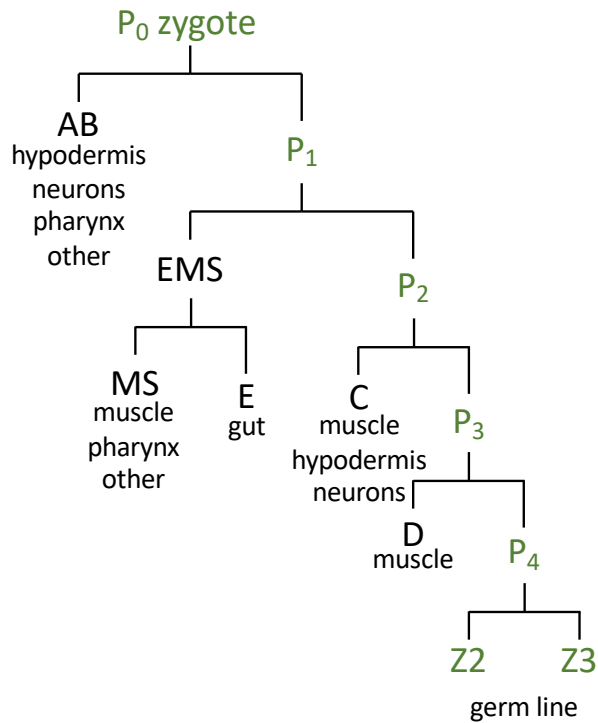 P₀ zygote
AB
hypodermis
neurons
pharynx
other
P₁
EMS
P₂
MS
muscle
pharynx
other
E
gut
C
muscle
hypodermis
neurons
P₃
D
muscle
P₄
Z2
Z3
germ line